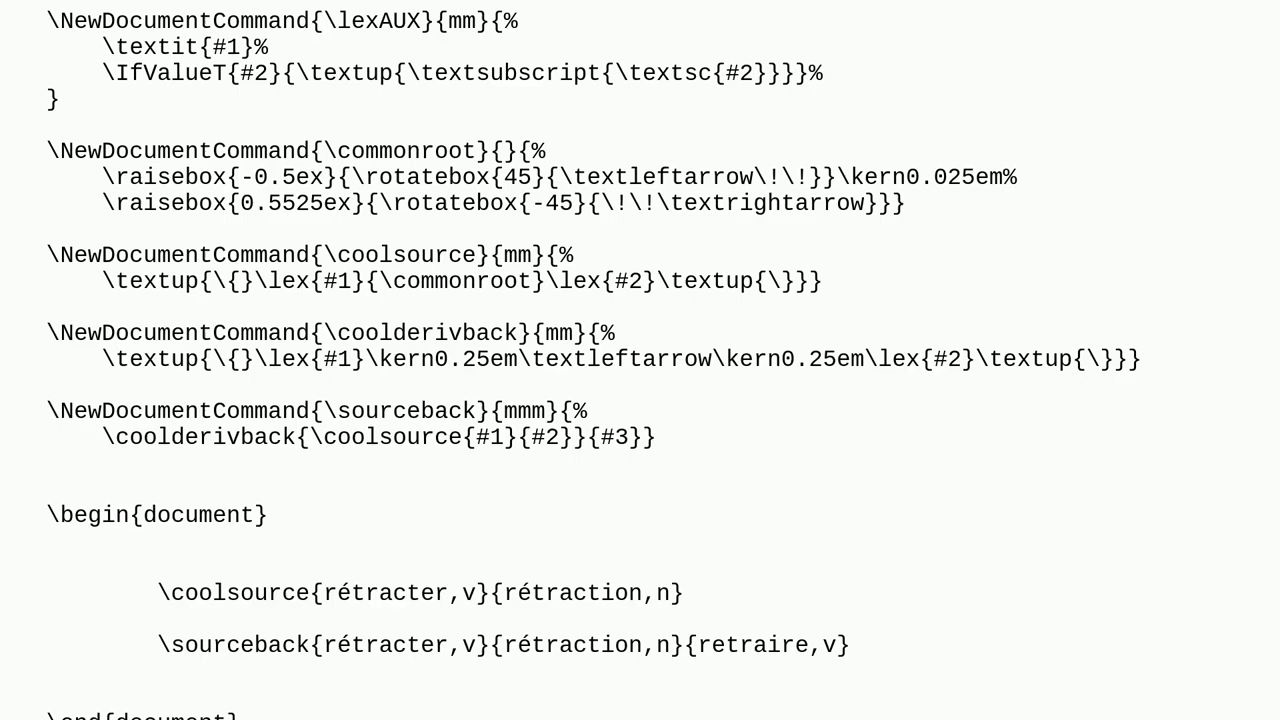 \NewDocumentCommand{\lexAUX}{mm}{%
\textit{#1}%
\IfValueT{#2}{\textup{\textsubscript{\textsc{#2}}}}%
}
\NewDocumentCommand{\commonroot}{}{%
\raisebox{-0.5ex}{\rotatebox{45}{\textleftarrow\!\!}}\kern0.025em%
\raisebox{0.5525ex}{\rotatebox{-45}{\!\!\textrightarrow}}}
\NewDocumentCommand{\coolsource}{mm}{%
\textup{\{}\lex{#1}{\commonroot}\lex{#2}\textup{\}}}
\NewDocumentCommand{\coolderivback}{mm}{%
\textup{\{}\lex{#1}\kern0.25em\textleftarrow\kern0.25em\lex{#2}\textup{\}}}
\NewDocumentCommand{\sourceback}{mmm}{%
\coolderivback{\coolsource{#1}{#2}}{#3}}
\begin{document}
\coolsource{rétracter,v}{rétraction,n}
\sourceback{rétracter,v}{rétraction,n}{retraire,v}
\end{document}